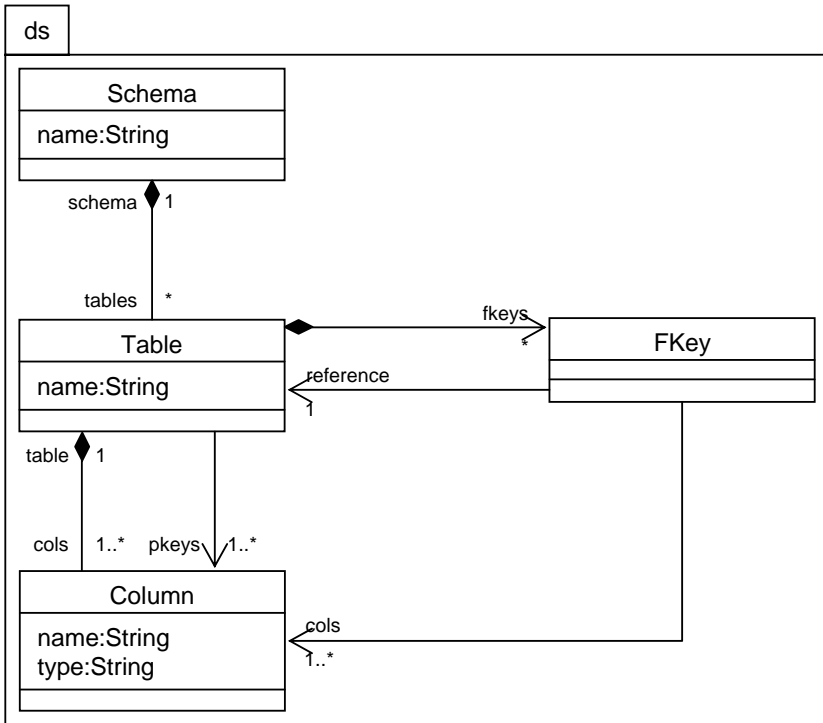 ds
Schema
name:String
schema 1
tables *
fkeys
*
Table
FKey
name:String
reference
1
table 1
cols 1..* pkeys 1..*
Column
name:String
type:String
cols
1..*